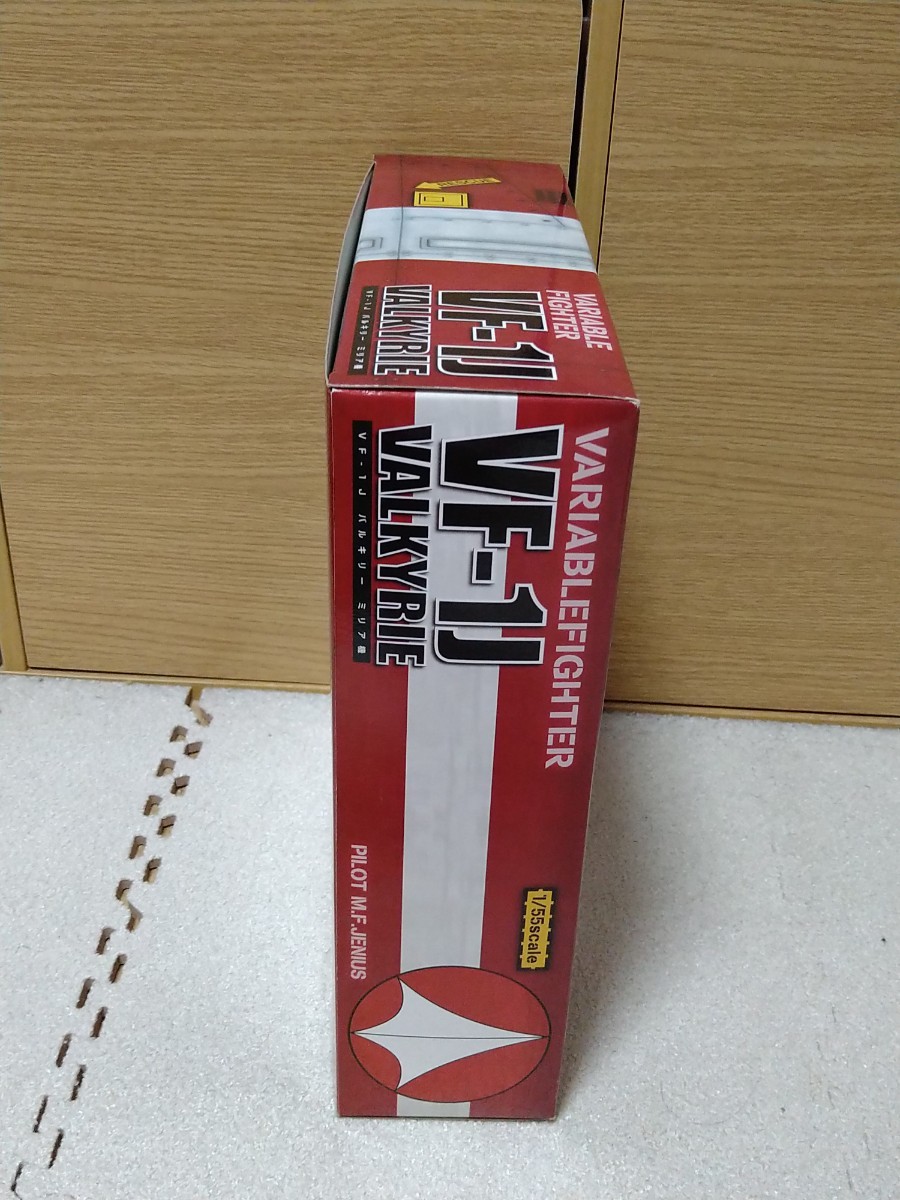 RESCUE
VARIABLE
FIGHTER
VF-1J
VALKYRIE
VF-1J バルキリー ミリア機
VARIABLEFIGHTER
VF-1J
VALKYRIE
VF-1J バルキリー ミリア機
1/55scale
PILOT M.F.JENIUS